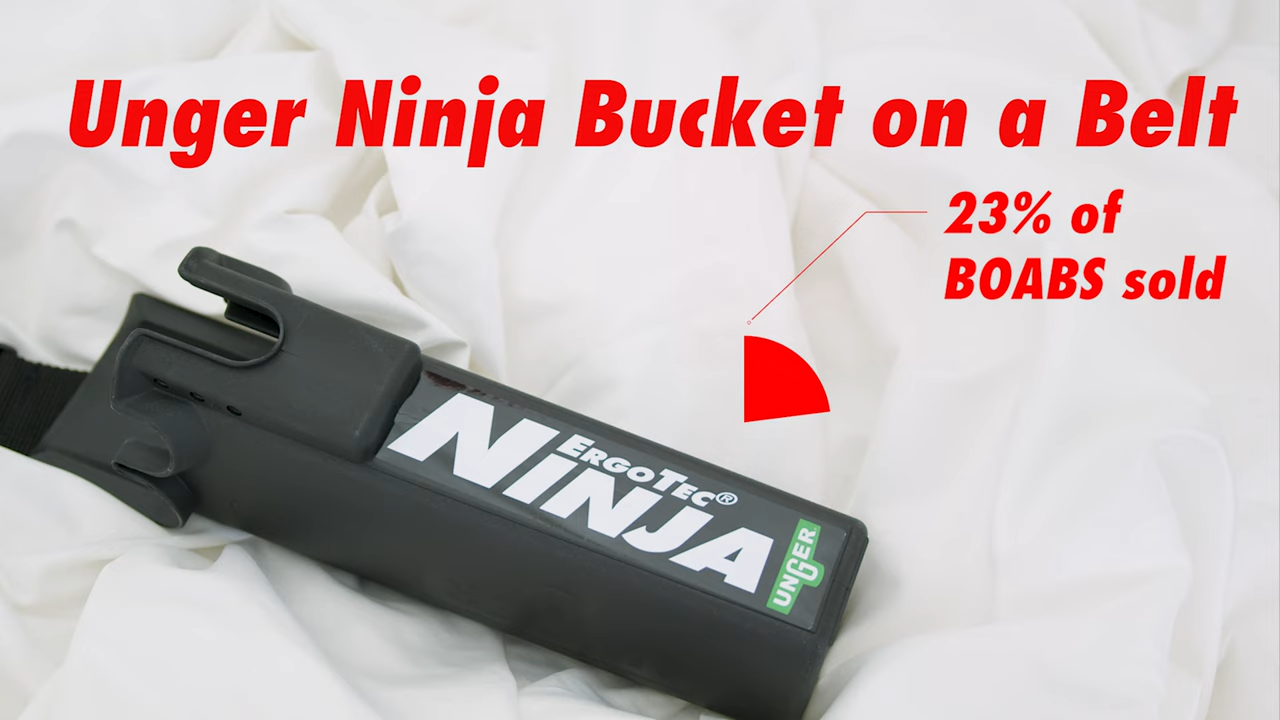 Unger Ninja Bucket on a Belt
23% of
BOABS sold
ERGOTEC®
NINJA
UNGER